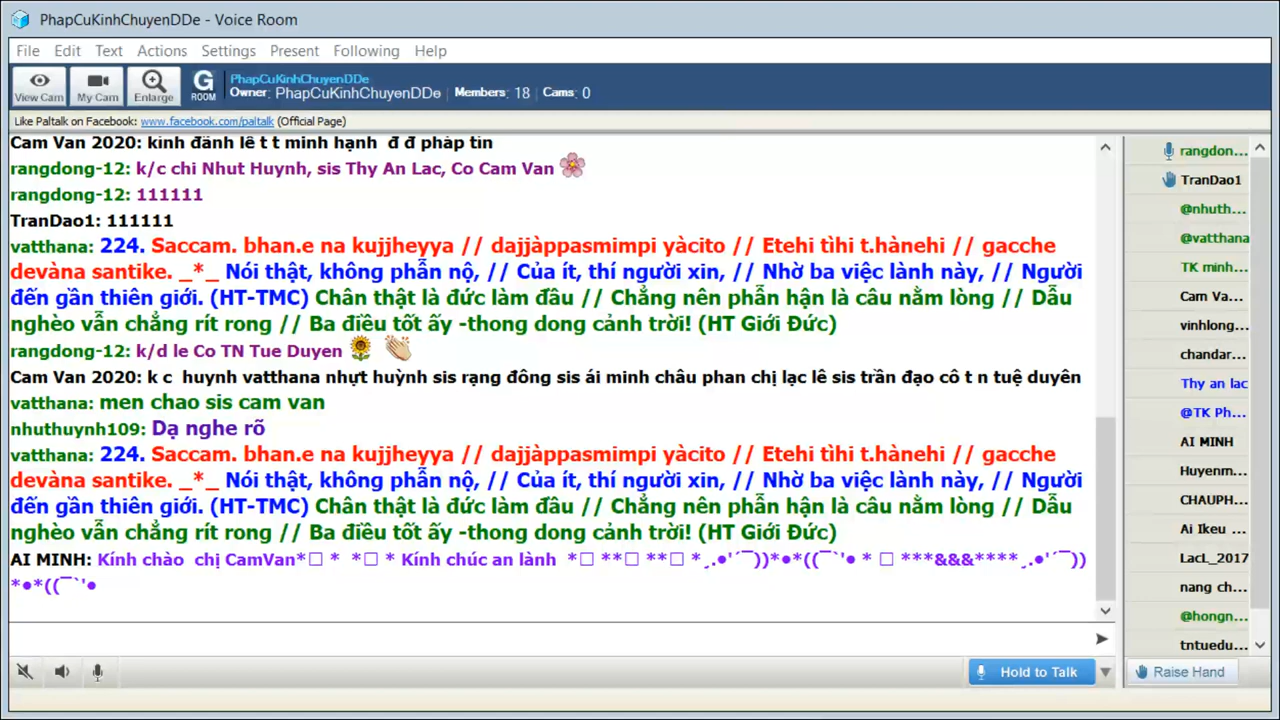 PhapCuKinhChuyenDDe - Voice Room
File Edit Text Actions Settings Present Following Help
View Cam My Cam Enlarge G ROOM
PhapCuKinhChuyenDDe
Owner: PhapCuKinhChuyenDDe Members: 18 Cams: 0
Like Paltalk on Facebook: www.facebook.com/paltalk (Official Page)
Cam Van 2020: kính đãnh lê t t minh hạnh đ đ pháp tín
rangdong-12: k/c chi Nhut Huynh, sis Thy An Lac, Co Cam Van
rangdong-12: 111111
TranDao1: 111111
vatthana: 224. Saccam. bhan.e na kujjheyya // dajjàppasmimpi yàcito // Etehi tìhi t.hànehi // gacche
devàna santike. _*_ Nói thật, không phẫn nộ, // Của ít, thí người xin, // Nhờ ba việc lành này, // Người
đến gần thiên giới. (HT-TMC) Chân thật là đức làm đầu // Chẳng nên phẫn hận là câu nằm lòng // Dẫu
nghèo vẫn chẳng rít rong // Ba điều tốt ấy -thong dong cảnh trời! (HT Giới Đức)
rangdong-12: k/d le Co TN Tue Duyen
Cam Van 2020: k c huynh vatthana nhựt huỳnh sis rạng đông sis ái minh châu phan chị lạc lê sis trần đạo cô t n tuệ duyên
vatthana: men chao sis cam van
nhuthuynh109: Dạ nghe rõ
vatthana: 224. Saccam. bhan.e na kujjheyya // dajjàppasmimpi yàcito // Etehi tìhi t.hànehi // gacche
devàna santike. _*_ Nói thật, không phẫn nộ, // Của ít, thí người xin, // Nhờ ba việc lành này, // Người
đến gần thiên giới. (HT-TMC) Chân thật là đức làm đầu // Chẳng nên phẫn hận là câu nằm lòng // Dẫu
nghèo vẫn chẳng rít rong // Ba điều tốt ấy -thong dong cảnh trời! (HT Giới Đức)
AI MINH: Kính chào chị CamVan*□ * *□ * Kính chúc an lành *□ **□ **□ *¸.●'´¯))*●*((¯`'● * □ ***&&&****¸.●'´¯))
*●*((¯`'●
rangdon...
TranDao1
@nhuth...
@vatthana
TK minh...
Cam Va...
vinhlong...
chandar...
Thy an lac
@TK Ph...
AI MINH
Huyenm...
CHAUPH...
Ai Ikeu ...
LacL_2017
nang ch...
@hongn...
tntuedu...
Hold to Talk
Raise Hand